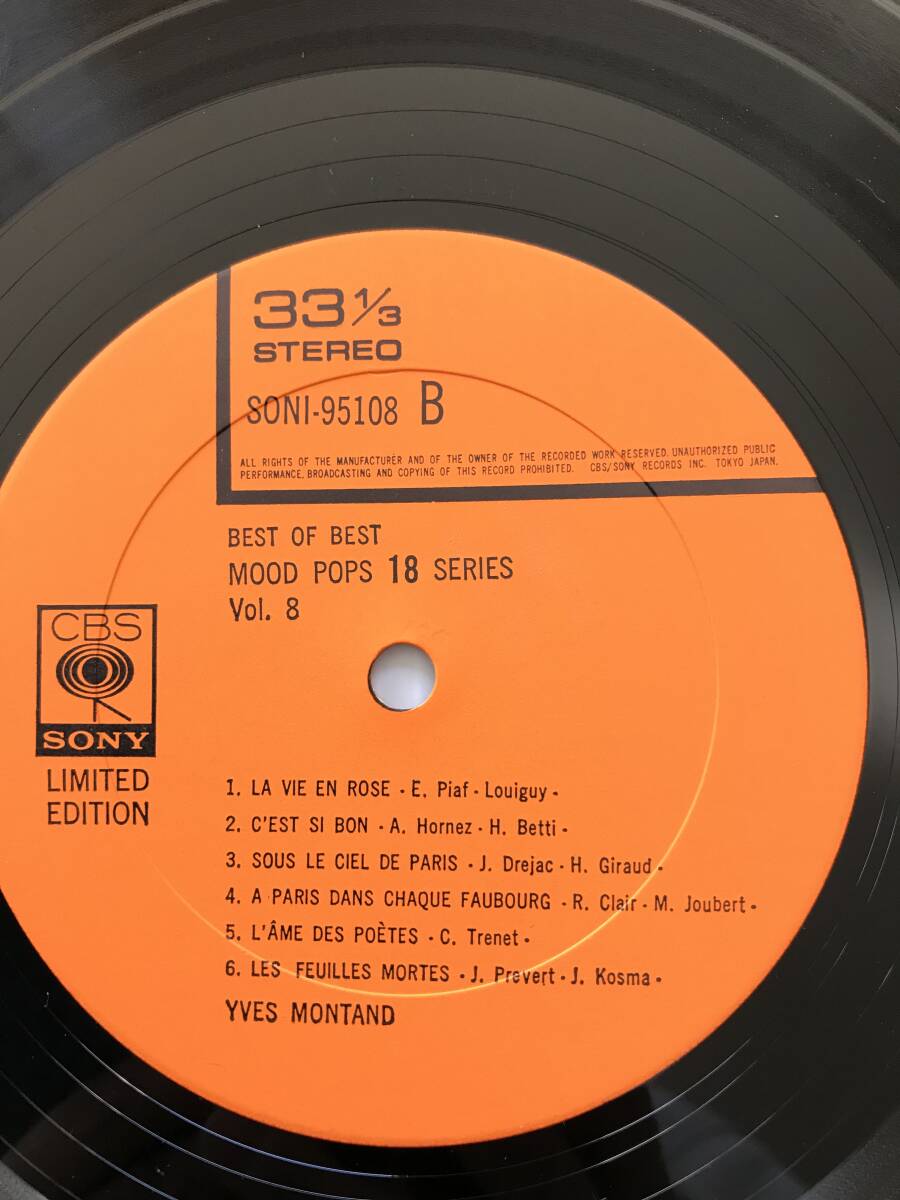 33 1/3
STEREO
SONI-95108 B
ALL RIGHTS OF THE MANUFACTURER AND OF THE OWNER OF THE RECORDED WORK RESERVED. UNAUTHORIZED PUBLIC
PERFORMANCE, BROADCASTING AND COPYING OF THIS RECORD PROHIBITED. CBS/SONY RECORDS INC. TOKYO JAPAN.
BEST OF BEST
MOOD POPS 18 SERIES
Vol. 8
CBS
SONY
LIMITED
EDITION
1. LA VIE EN ROSE · E. Piaf · Louiguy ·
2. C'EST SI BON · A. Hornez · H. Betti ·
3. SOUS LE CIEL DE PARIS · J. Drejac · H. Giraud ·
4. A PARIS DANS CHAQUE FAUBOURG · R. Clair · M. Joubert ·
5. L'ÂME DES POÈTES · C. Trenet ·
6. LES FEUILLES MORTES · J. Prevert · J. Kosma ·
YVES MONTAND